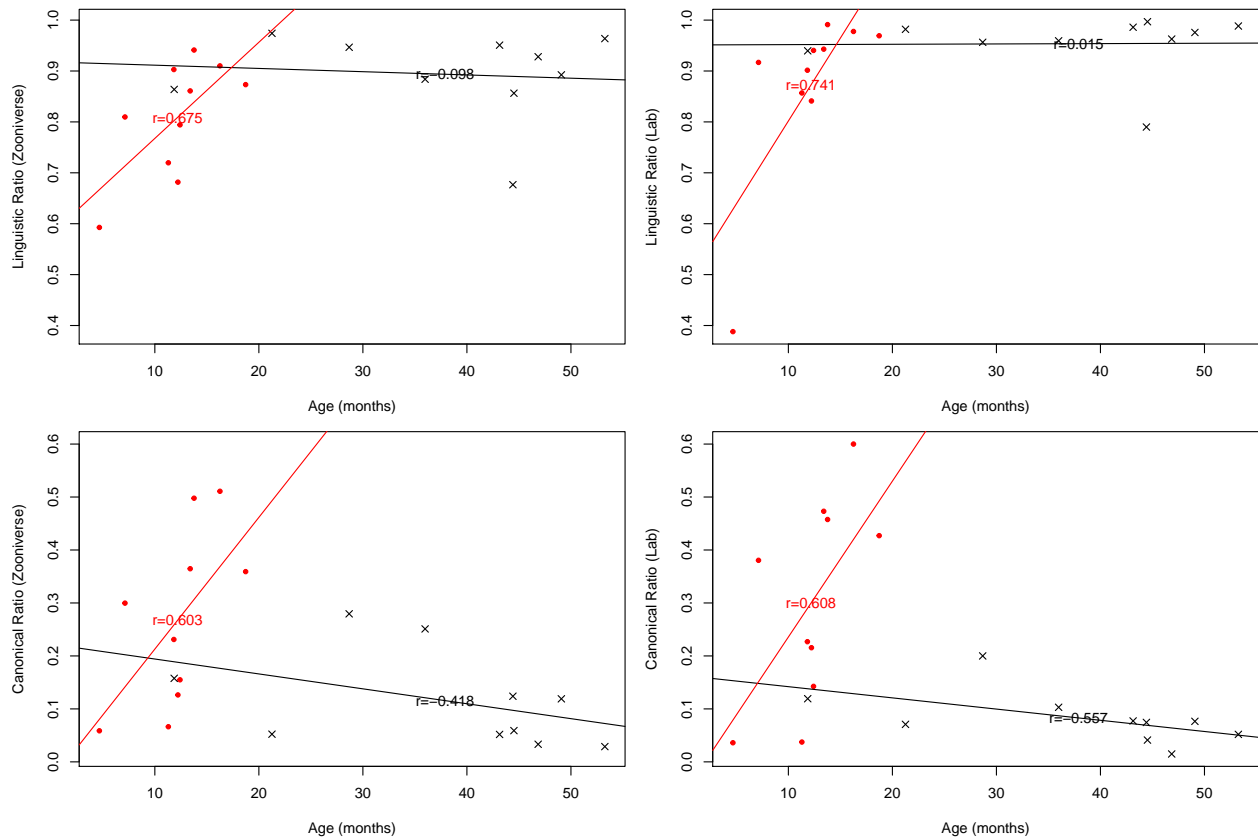 Linguistic Ratio (Zooniverse)
1.0
0.9
0.8
0.7
0.6
0.5
0.4
r=0.675
r=−0.098
10 20 30 40 50
Age (months)
Linguistic Ratio (Lab)
1.0
0.9
0.8
0.7
0.6
0.5
0.4
r=0.741
r=0.015
10 20 30 40 50
Age (months)
Canonical Ratio (Zooniverse)
0.6
0.5
0.4
0.3
0.2
0.1
0.0
r=0.603
r=−0.418
10 20 30 40 50
Age (months)
Canonical Ratio (Lab)
0.6
0.5
0.4
0.3
0.2
0.1
0.0
r=0.608
r=−0.557
10 20 30 40 50
Age (months)